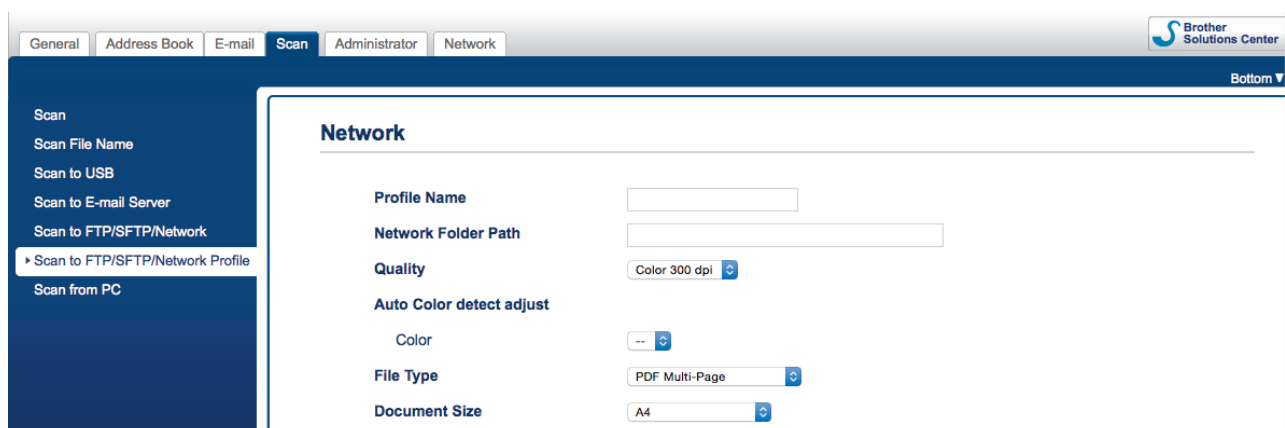 General Address Book E-mail Scan Administrator Network
Brother
Solutions Center
Bottom▼
Scan
Scan File Name
Scan to USB
Scan to E-mail Server
Scan to FTP/SFTP/Network
Scan to FTP/SFTP/Network Profile
Scan from PC
Network
Profile Name
Network Folder Path
Quality Color 300 dpi
Auto Color detect adjust
Color --
File Type PDF Multi-Page
Document Size A4